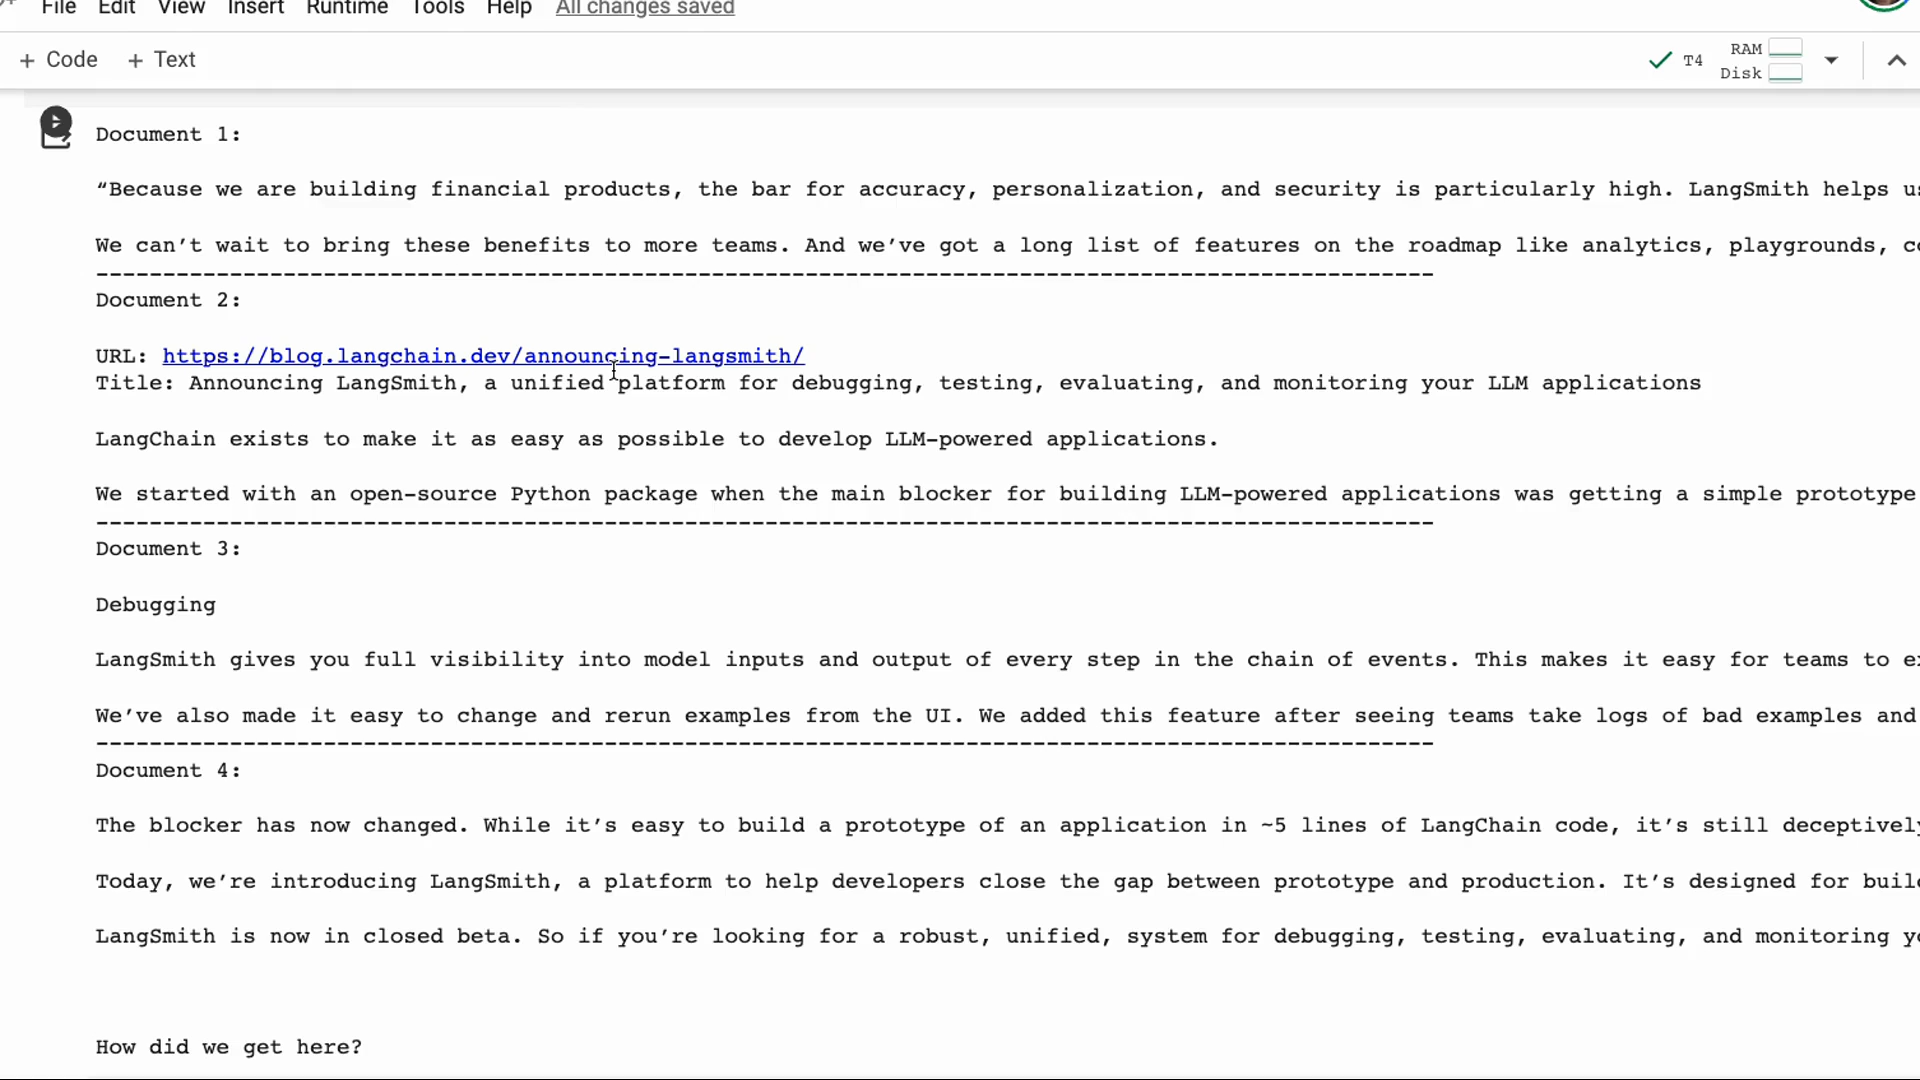 File Edit View Insert Runtime Tools Help All changes saved
+ Code + Text
T4 RAM
Disk
Document 1:
“Because we are building financial products, the bar for accuracy, personalization, and security is particularly high. LangSmith helps
We can’t wait to bring these benefits to more teams. And we’ve got a long list of features on the roadmap like analytics, playgrounds,
----------------------------------------------------------------------------------------------------
Document 2:
URL: https://blog.langchain.dev/announcing-langsmith/
Title: Announcing LangSmith, a unified platform for debugging, testing, evaluating, and monitoring your LLM applications
LangChain exists to make it as easy as possible to develop LLM-powered applications.
We started with an open-source Python package when the main blocker for building LLM-powered applications was getting a simple prototype
----------------------------------------------------------------------------------------------------
Document 3:
Debugging
LangSmith gives you full visibility into model inputs and output of every step in the chain of events. This makes it easy for teams to
We’ve also made it easy to change and rerun examples from the UI. We added this feature after seeing teams take logs of bad examples and
----------------------------------------------------------------------------------------------------
Document 4:
The blocker has now changed. While it’s easy to build a prototype of an application in ~5 lines of LangChain code, it’s still deceptively
Today, we’re introducing LangSmith, a platform to help developers close the gap between prototype and production. It’s designed for
LangSmith is now in closed beta. So if you’re looking for a robust, unified, system for debugging, testing, evaluating, and monitoring
How did we get here?